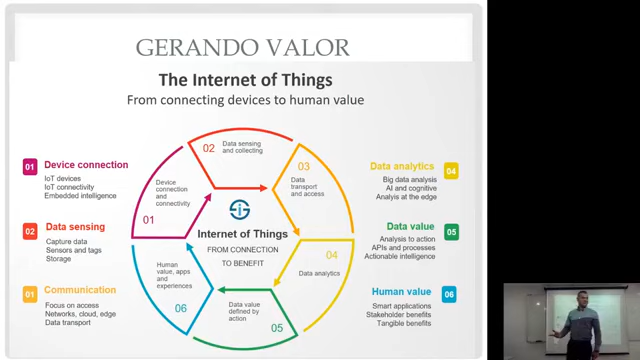 GERANDO VALOR
The Internet of Things
From connecting devices to human value
01
Device connection
IoT devices
IoT connectivity
Embedded intelligence
02
Data sensing
Capture data
Sensors and tags
Storage
01
Communication
Focus on access
Networks, cloud, edge
Data transport
Device
connection
and
connectivity
01
02
Data sensing
and collecting
03
Data
transport
and access
04
Data analytics
Data value
defined by
action
05
Human
value, apps
and
experiences
06
Internet of Things
FROM CONNECTION
TO BENEFIT
Data analytics
04
Big data analysis
AI and cognitive
Analyis at the edge
Data value
05
Analysis to action
APIs and processes
Actionable intelligence
Human value
06
Smart applications
Stakeholder benefits
Tangible benefits